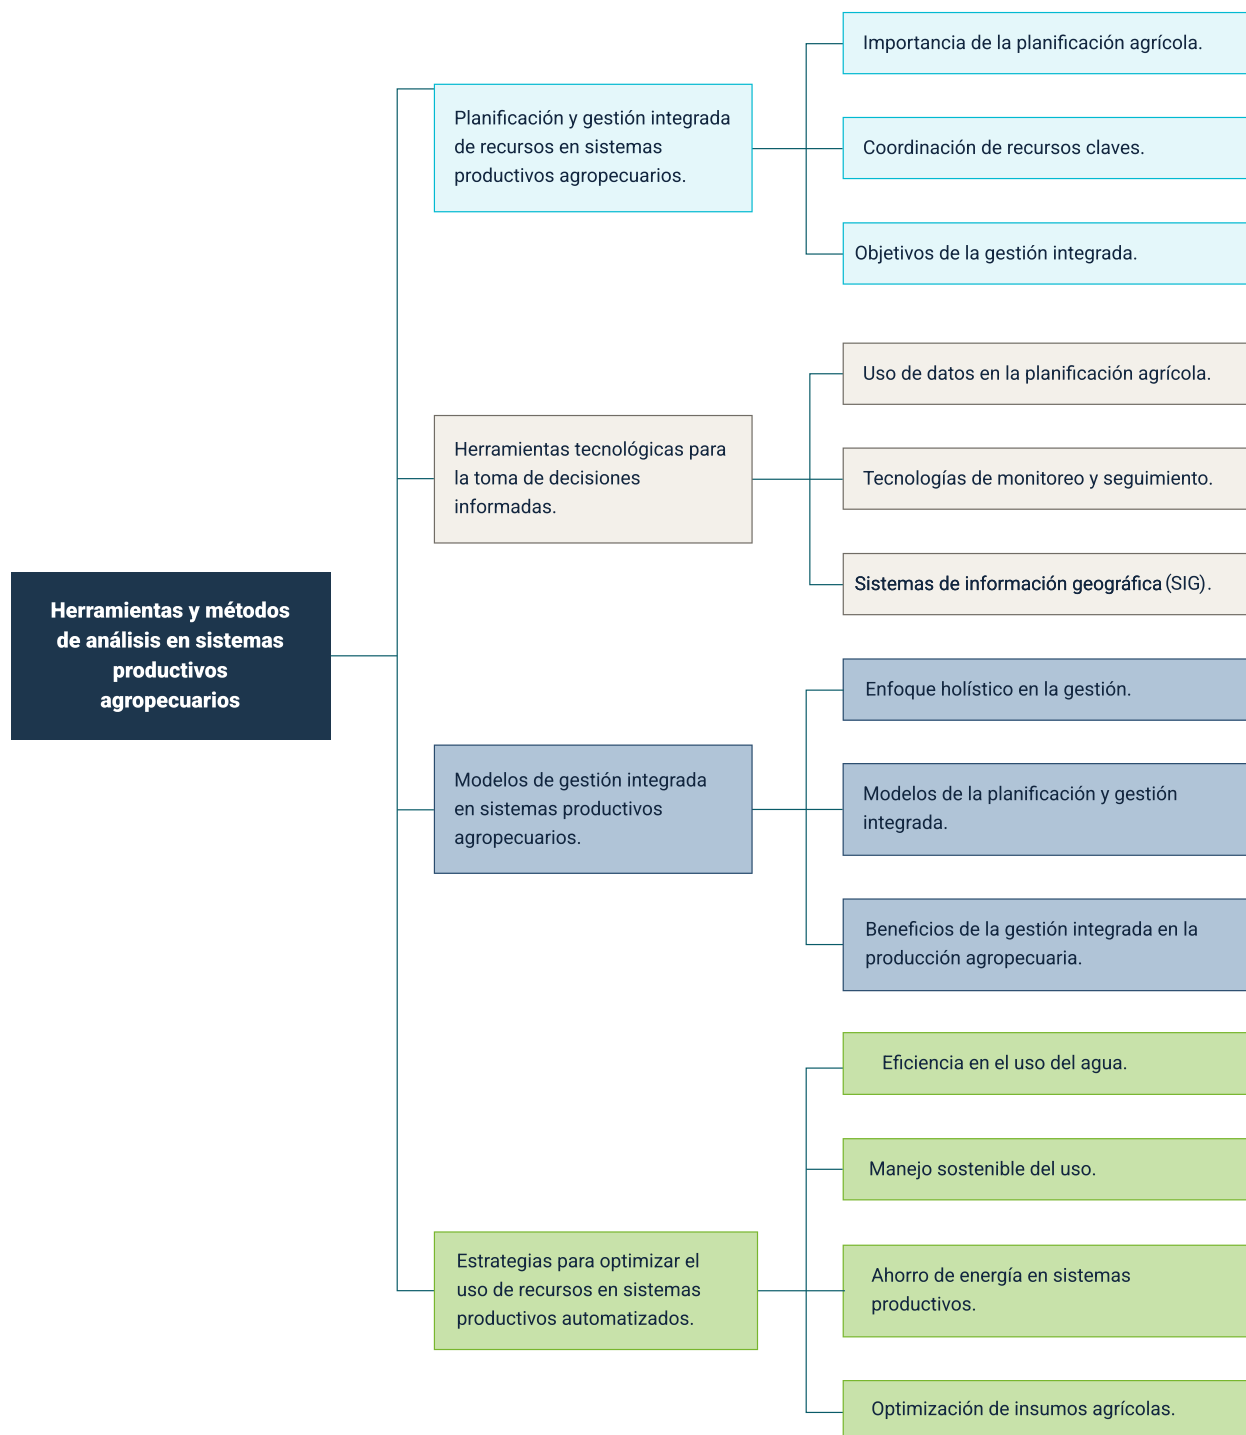 Herramientas y métodos
de análisis en sistemas
productivos
agropecuarios
Planificación y gestión integrada
de recursos en sistemas
productivos agropecuarios.
Importancia de la planificación agrícola.
Coordinación de recursos claves.
Objetivos de la gestión integrada.
Herramientas tecnológicas para
la toma de decisiones
informadas.
Uso de datos en la planificación agrícola.
Tecnologías de monitoreo y seguimiento.
Sistemas de información geográfica (SIG).
Modelos de gestión integrada
en sistemas productivos
agropecuarios.
Enfoque holístico en la gestión.
Modelos de la planificación y gestión
integrada.
Beneficios de la gestión integrada en la
producción agropecuaria.
Estrategias para optimizar el
uso de recursos en sistemas
productivos automatizados.
Eficiencia en el uso del agua.
Manejo sostenible del uso.
Ahorro de energía en sistemas
productivos.
Optimización de insumos agrícolas.